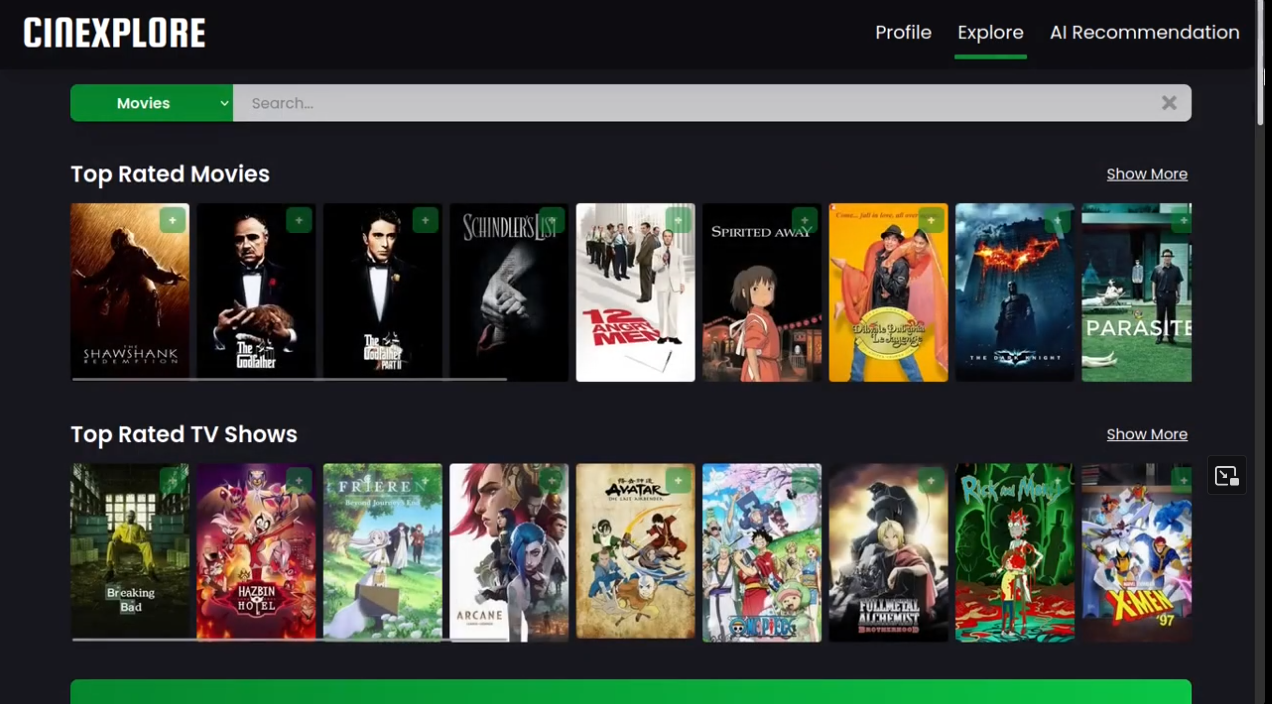 CINEXPLORE
Profile
Explore
AI Recommendation
Movies
Search...
Top Rated Movies
Show More
THE
SHAWSHANK
REDEMPTION
The
Godfather
The
Godfather
PART II
SCHINDLER'S LIST
12
ANGRY
MEN
SPIRITED AWAY
Come... fall in love, all over
Dilwale Dulhania
Le Jayenge
THE DARK KNIGHT
PARASITE
Top Rated TV Shows
Show More
Breaking
Bad
HAZBIN
HOTEL
FRIEREN
Beyond Journey's End
ARCANE
AVATAR
THE LAST AIRBENDER
ONE PIECE
FULLMETAL
ALCHEMIST
BROTHERHOOD
Rick and Morty
X-MEN
'97